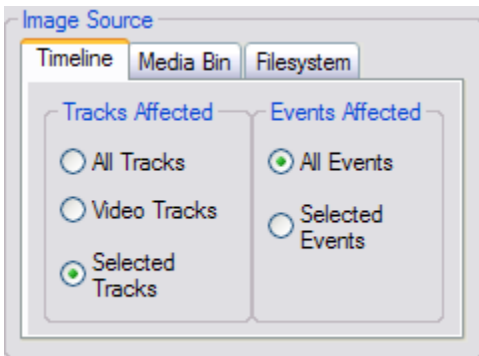 Image Source
Timeline Media Bin Filesystem
Tracks Affected
All Tracks
Video Tracks
Selected
Tracks
Events Affected
All Events
Selected
Events